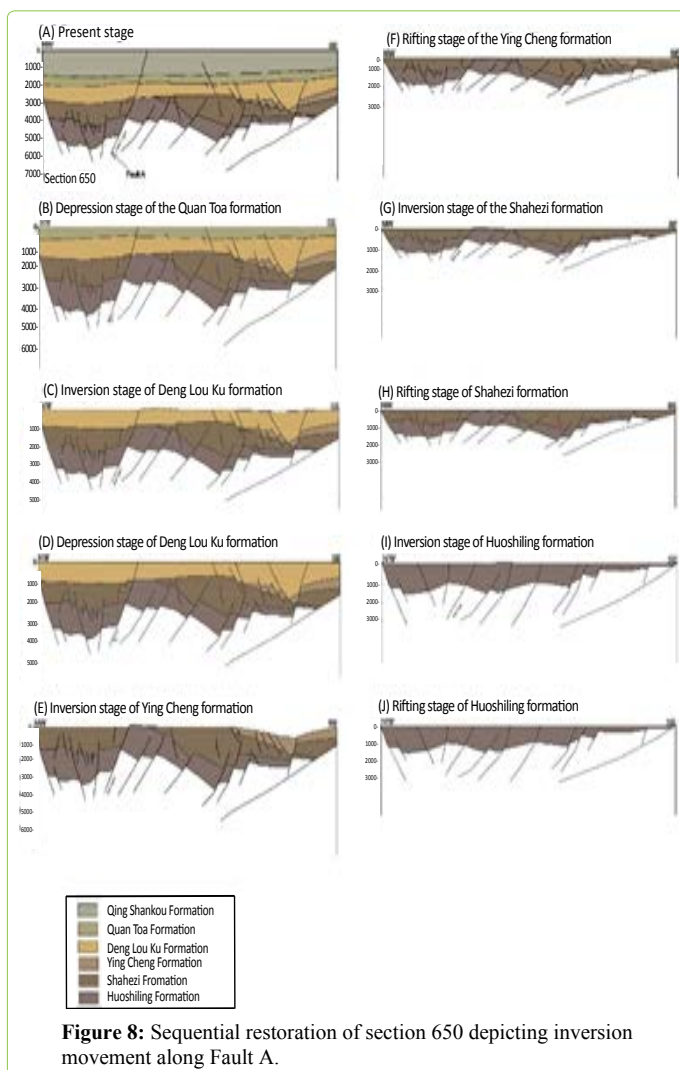 (A) Present stage
0-
1000-
2000-
3000-
4000-
5000-
6000-
7000-
Section 650
Fault A
(B) Depression stage of the Quan Toa formation
1000-
2000-
3000-
4000-
6000-
(C) Inversion stage of Deng Lou Ku formation
1000-
2000-
3000-
4000-
5000-
(D) Depression stage of Deng Lou Ku formation
1000-
2000-
3000-
4000-
5000-
(E) Inversion stage of Ying Cheng formation
0-
1000-
2000-
3000-
4000-
5000-
6000-
(F) Rifting stage of the Ying Cheng formation
0-
1000-
2000-
3000-
(G) Inversion stage of the Shahezi formation
0-
1000-
2000-
3000-
(H) Rifting stage of Shahezi formation
0-
1000-
2000-
3000-
(I) Inversion stage of Huoshiling formation
0-
1000-
2000-
3000-
(J) Rifting stage of Huoshiling formation
0-
1000-
2000-
3000-
Qing Shankou Formation
Quan Toa Formation
Deng Lou Ku Formation
Ying Cheng Formation
Shahezi Fromation
Huoshiling Formation
Figure 8: Sequential restoration of section 650 depicting inversion
movement along Fault A.